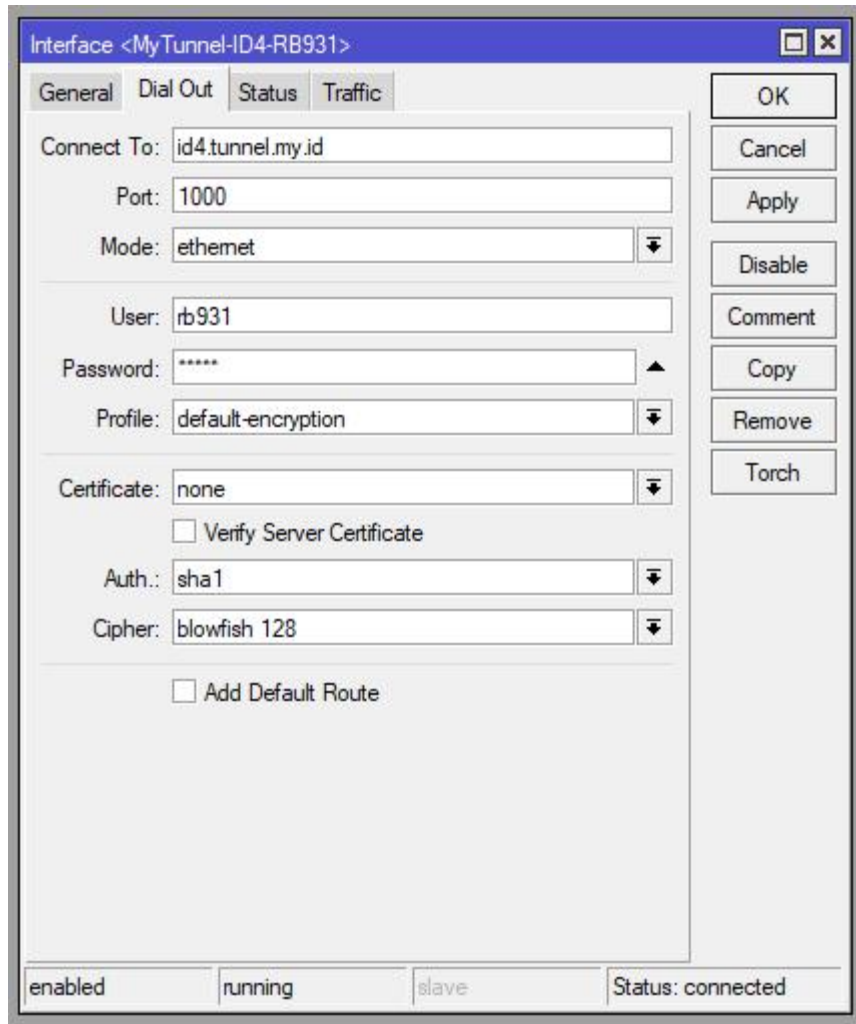 Interface <MyTunnel-ID4-RB931>
General Dial Out Status Traffic
Connect To: id4.tunnel.my.id
Port: 1000
Mode: ethernet
User: rb931
Password: *****
Profile: default-encryption
Certificate: none
Verify Server Certificate
Auth.: sha1
Cipher: blowfish 128
Add Default Route
OK
Cancel
Apply
Disable
Comment
Copy
Remove
Torch
enabled running slave Status: connected